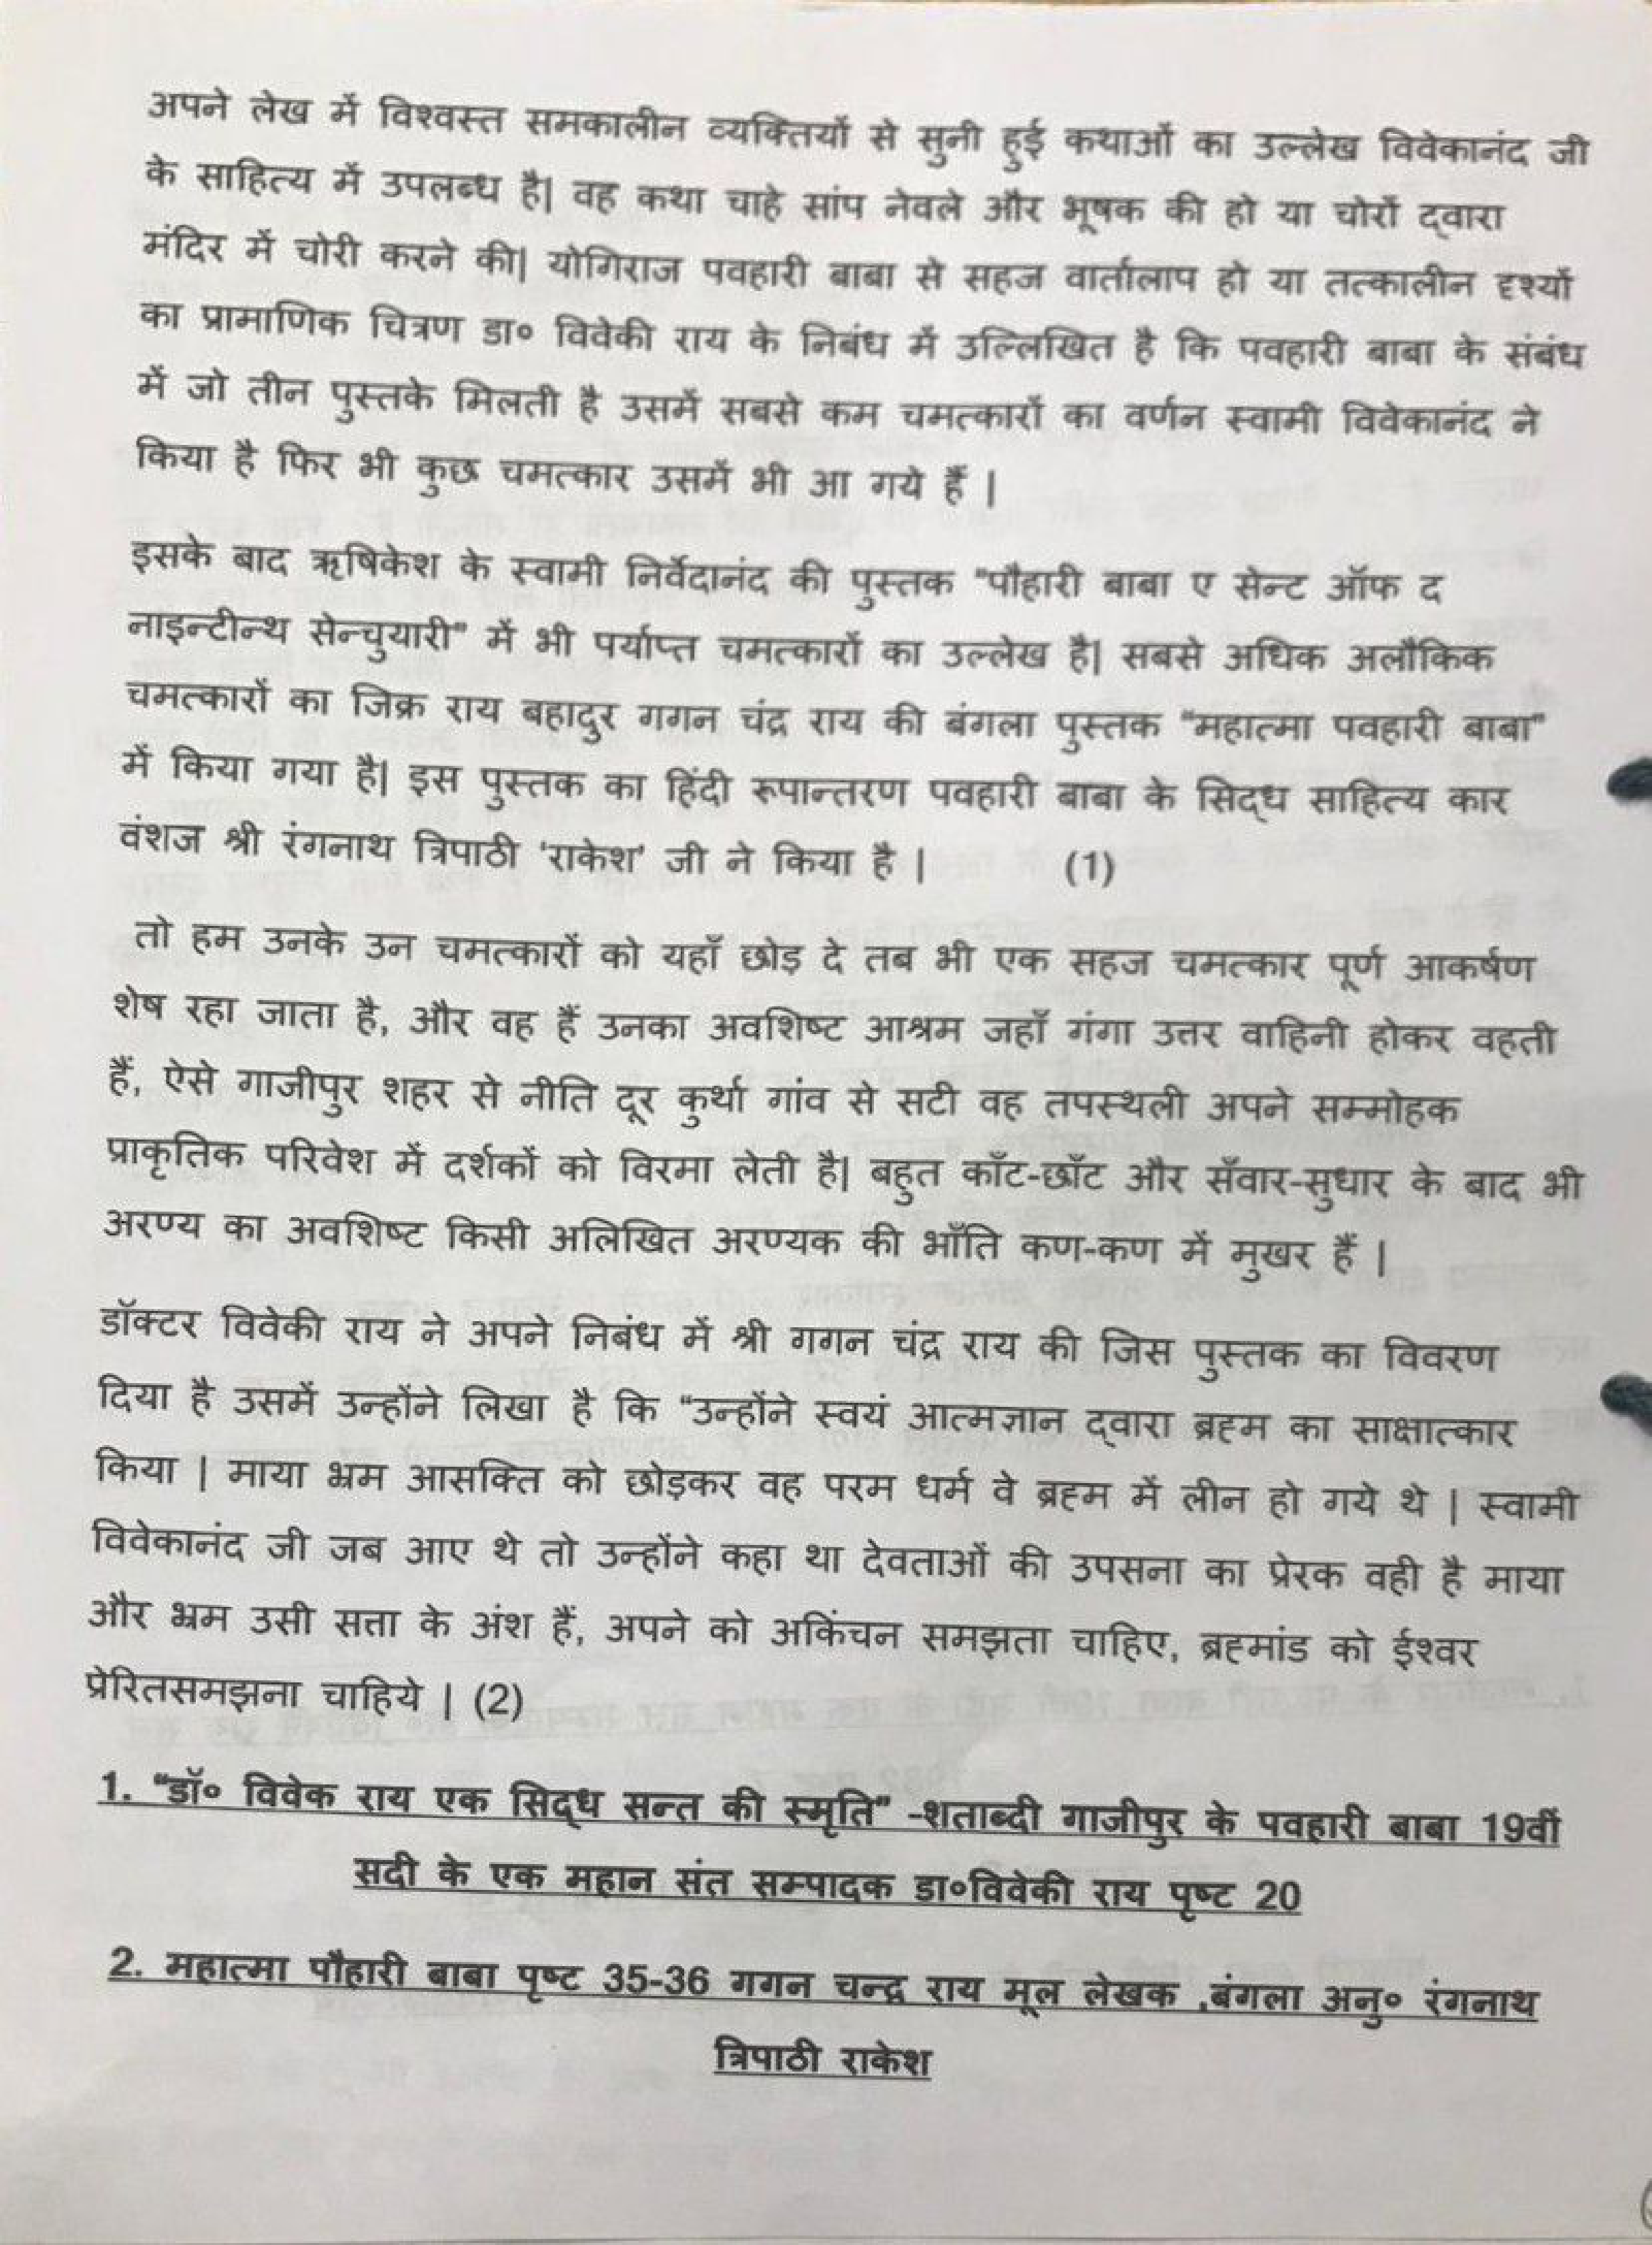 अपने लेख में विश्वस्त समकालीन व्यक्तियों से सुनी हुई कथाओं का उल्लेख विवेकानंद जी
के साहित्य में उपलब्ध है| वह कथा चाहे सांप नेवले और भूषक की हो या चोरों द्वारा
मंदिर में चोरी करने की| योगिराज पवहारी बाबा से सहज वार्तालाप हो या तत्कालीन दृश्यों
का प्रामाणिक चित्रण डा० विवेकी राय के निबंध में उल्लिखित है कि पवहारी बाबा के संबंध
में जो तीन पुस्तके मिलती है उसमें सबसे कम चमत्कारों का वर्णन स्वामी विवेकानंद ने
किया है फिर भी कुछ चमत्कार उसमें भी आ गये हैं |
इसके बाद ऋषिकेश के स्वामी निर्वेदानंद की पुस्तक "पौहारी बाबा ए सेन्ट ऑफ द
नाइन्टीन्थ सेन्चुयारी" में भी पर्याप्त चमत्कारों का उल्लेख है| सबसे अधिक अलौकिक
चमत्कारों का जिक्र राय बहादुर गगन चंद्र राय की बंगला पुस्तक "महात्मा पवहारी बाबा"
में किया गया है| इस पुस्तक का हिंदी रूपान्तरण पवहारी बाबा के सिद्ध साहित्य कार
वंशज श्री रंगनाथ त्रिपाठी 'राकेश' जी ने किया है | (1)
तो हम उनके उन चमत्कारों को यहाँ छोड़ दे तब भी एक सहज चमत्कार पूर्ण आकर्षण
शेष रहा जाता है, और वह हैं उनका अवशिष्ट आश्रम जहाँ गंगा उत्तर वाहिनी होकर वहती
हैं, ऐसे गाजीपुर शहर से नीति दूर कुर्था गांव से सटी वह तपस्थली अपने सम्मोहक
प्राकृतिक परिवेश में दर्शकों को विरमा लेती है| बहुत काँट-छाँट और सँवार-सुधार के बाद भी
अरण्य का अवशिष्ट किसी अलिखित अरण्यक की भाँति कण-कण में मुखर हैं |
डॉक्टर विवेकी राय ने अपने निबंध में श्री गगन चंद्र राय की जिस पुस्तक का विवरण
दिया है उसमें उन्होंने लिखा है कि "उन्होंने स्वयं आत्मज्ञान द्वारा ब्रह्म का साक्षात्कार
किया | माया भ्रम आसक्ति को छोड़कर वह परम धर्म वे ब्रह्म में लीन हो गये थे | स्वामी
विवेकानंद जी जब आए थे तो उन्होंने कहा था देवताओं की उपसना का प्रेरक वही है माया
और भ्रम उसी सत्ता के अंश हैं, अपने को अकिंचन समझता चाहिए, ब्रह्मांड को ईश्वर
प्रेरितसमझना चाहिये | (2)
1. "डॉ० विवेक राय एक सिद्ध सन्त की स्मृति" -शताब्दी गाजीपुर के पवहारी बाबा 19वीं
सदी के एक महान संत सम्पादक डा०विवेकी राय पृष्ट 20
2. महात्मा पौहारी बाबा पृष्ट 35-36 गगन चन्द्र राय मूल लेखक ,बंगला अनु० रंगनाथ
त्रिपाठी राकेश